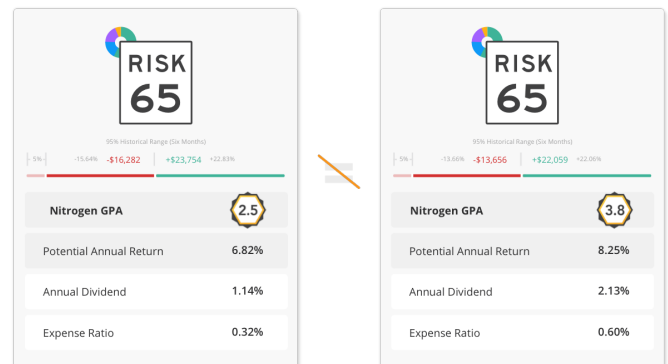 RISK
65
95% Historical Range (Six Months)
5% -15.64% -$16,282 +$23,754 +22.83%
Nitrogen GPA 2.5
Potential Annual Return 6.82%
Annual Dividend 1.14%
Expense Ratio 0.32%
RISK
65
95% Historical Range (Six Months)
5% -13.66% -$13,656 +$22,059 +22.06%
Nitrogen GPA 3.8
Potential Annual Return 8.25%
Annual Dividend 2.13%
Expense Ratio 0.60%